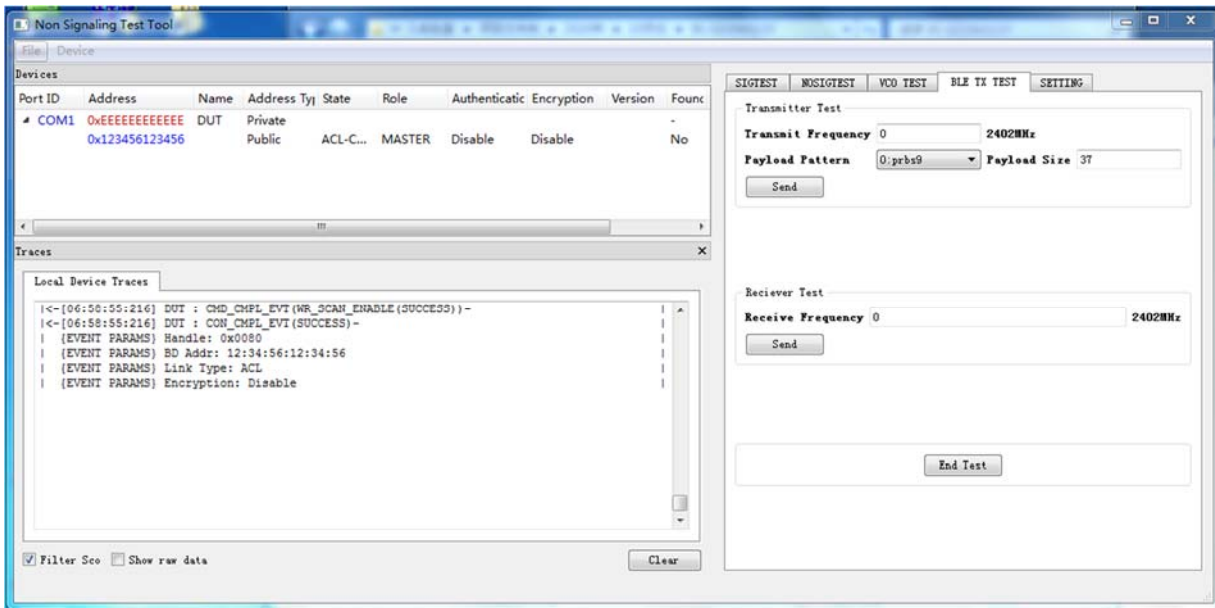 Non Signaling Test Tool
File Device
Devices
Port ID Address Name Address Ty State Role Authenticatic Encryption Version Founc
COM1 0xEEEEEEEEEEEE DUT Private -
0x123456123456 Public ACL-C... MASTER Disable Disable No
Traces
Local Device Traces
|<-[06:58:55:216] DUT : CMD_CMPL_EVT(WR_SCAN_ENABLE(SUCCESS))- |
|<-[06:58:55:216] DUT : CON_CMPL_EVT(SUCCESS)- |
| {EVENT PARAMS} Handle: 0x0080 |
| {EVENT PARAMS} BD Addr: 12:34:56:12:34:56 |
| {EVENT PARAMS} Link Type: ACL |
| {EVENT PARAMS} Encryption: Disable |
Filter Sco Show raw data Clear
SIGTEST NOSIGTEST VCO TEST BLE TX TEST SETTING
Transmitter Test
Transmit Frequency 0 2402MHz
Payload Pattern 0:prbs9 Payload Size 37
Send
Reciever Test
Receive Frequency 0 2402MHz
Send
End Test